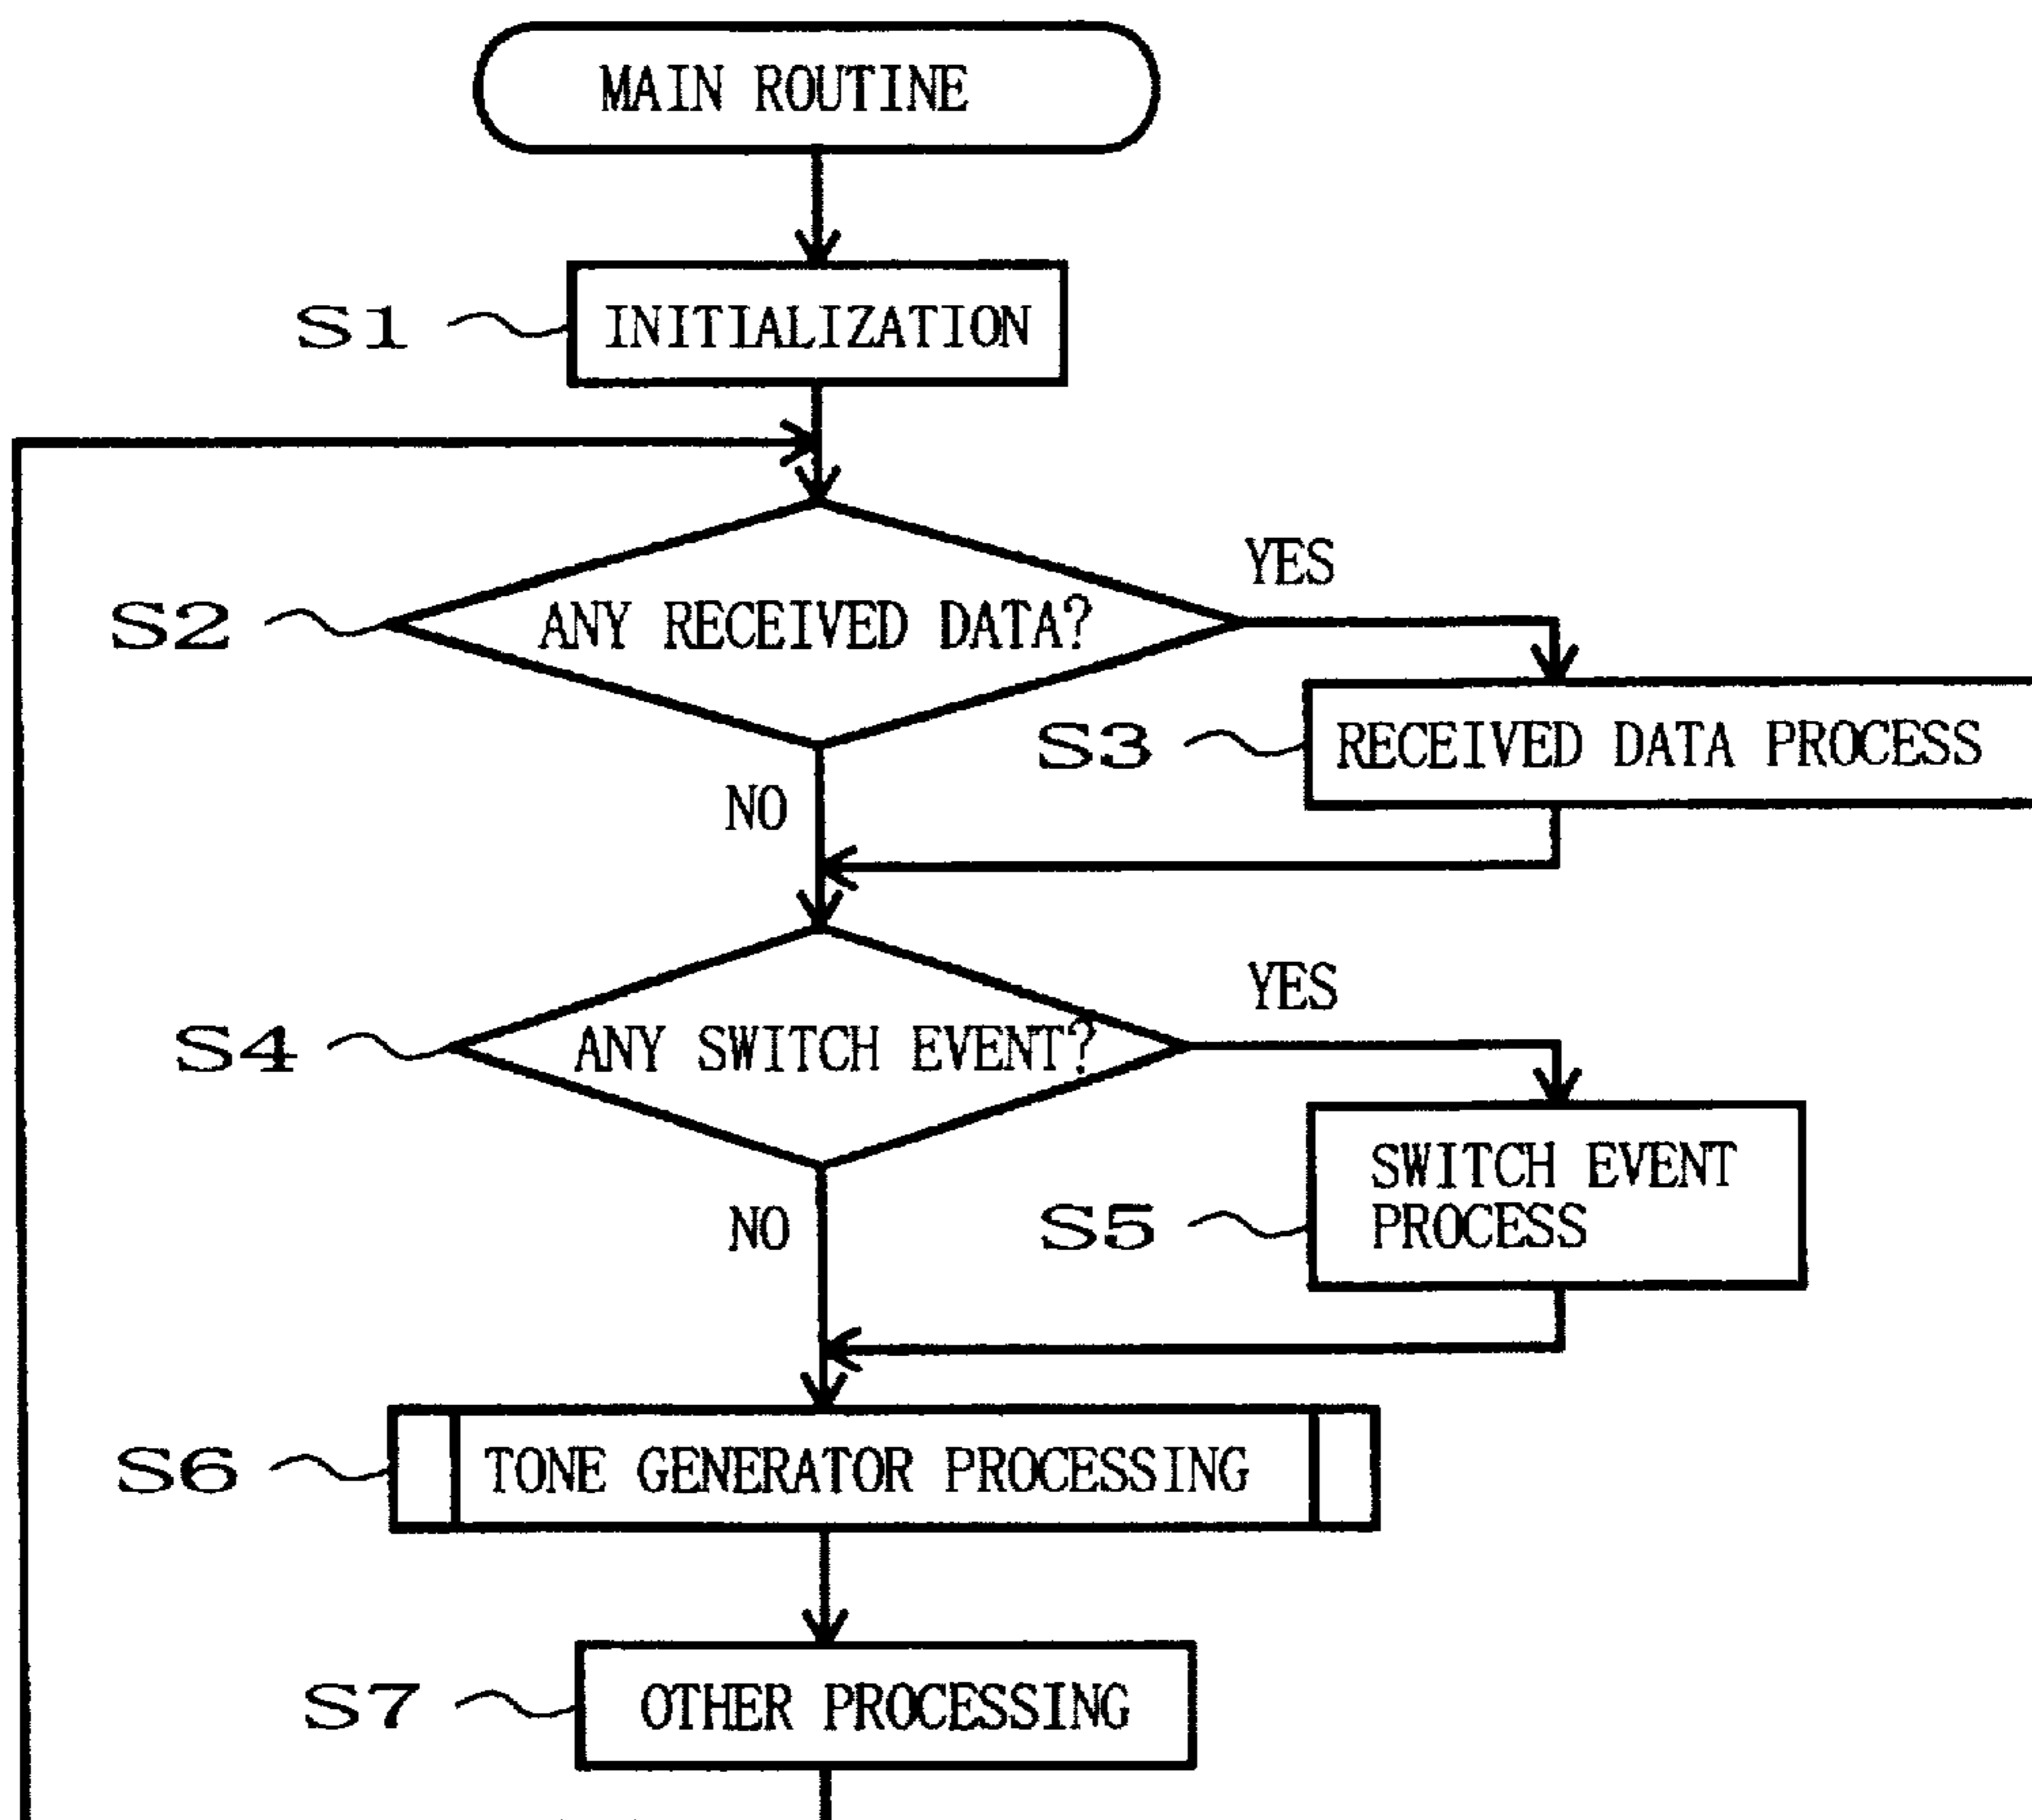 MAIN ROUTINE
S1
INITIALIZATION
S2
ANY RECEIVED DATA?
YES
S3
RECEIVED DATA PROCESS
NO
S4
ANY SWITCH EVENT?
YES
S5
SWITCH EVENT
PROCESS
NO
S6
TONE GENERATOR PROCESSING
S7
OTHER PROCESSING